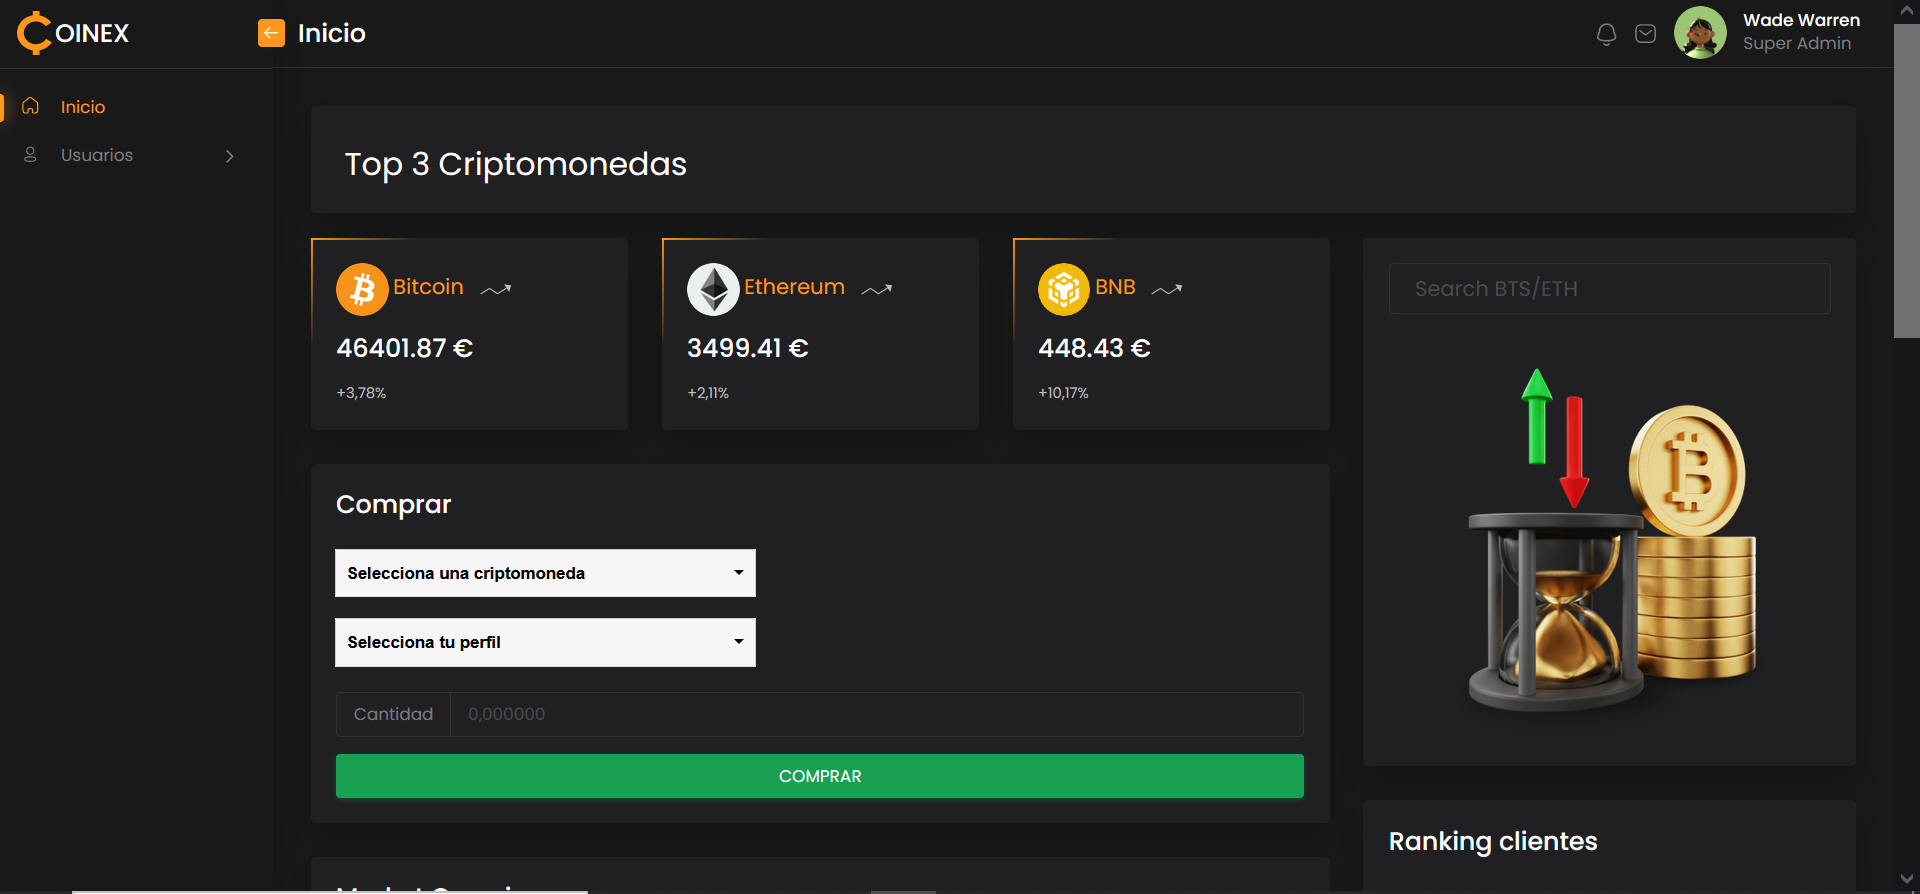 OINEX
Inicio
Wade Warren
Super Admin
Inicio
Usuarios
Top 3 Criptomonedas
Bitcoin
46401.87 €
+3,78%
Ethereum
3499.41 €
+2,11%
BNB
448.43 €
+10,17%
Search BTS/ETH
Comprar
Selecciona una criptomoneda
Selecciona tu perfil
Cantidad 0,000000
COMPRAR
Ranking clientes